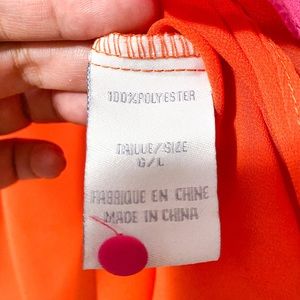 100%POLYESTER
TAILLE/SIZE
G/L
FABRIQUE EN CHINE
MADE IN CHINA